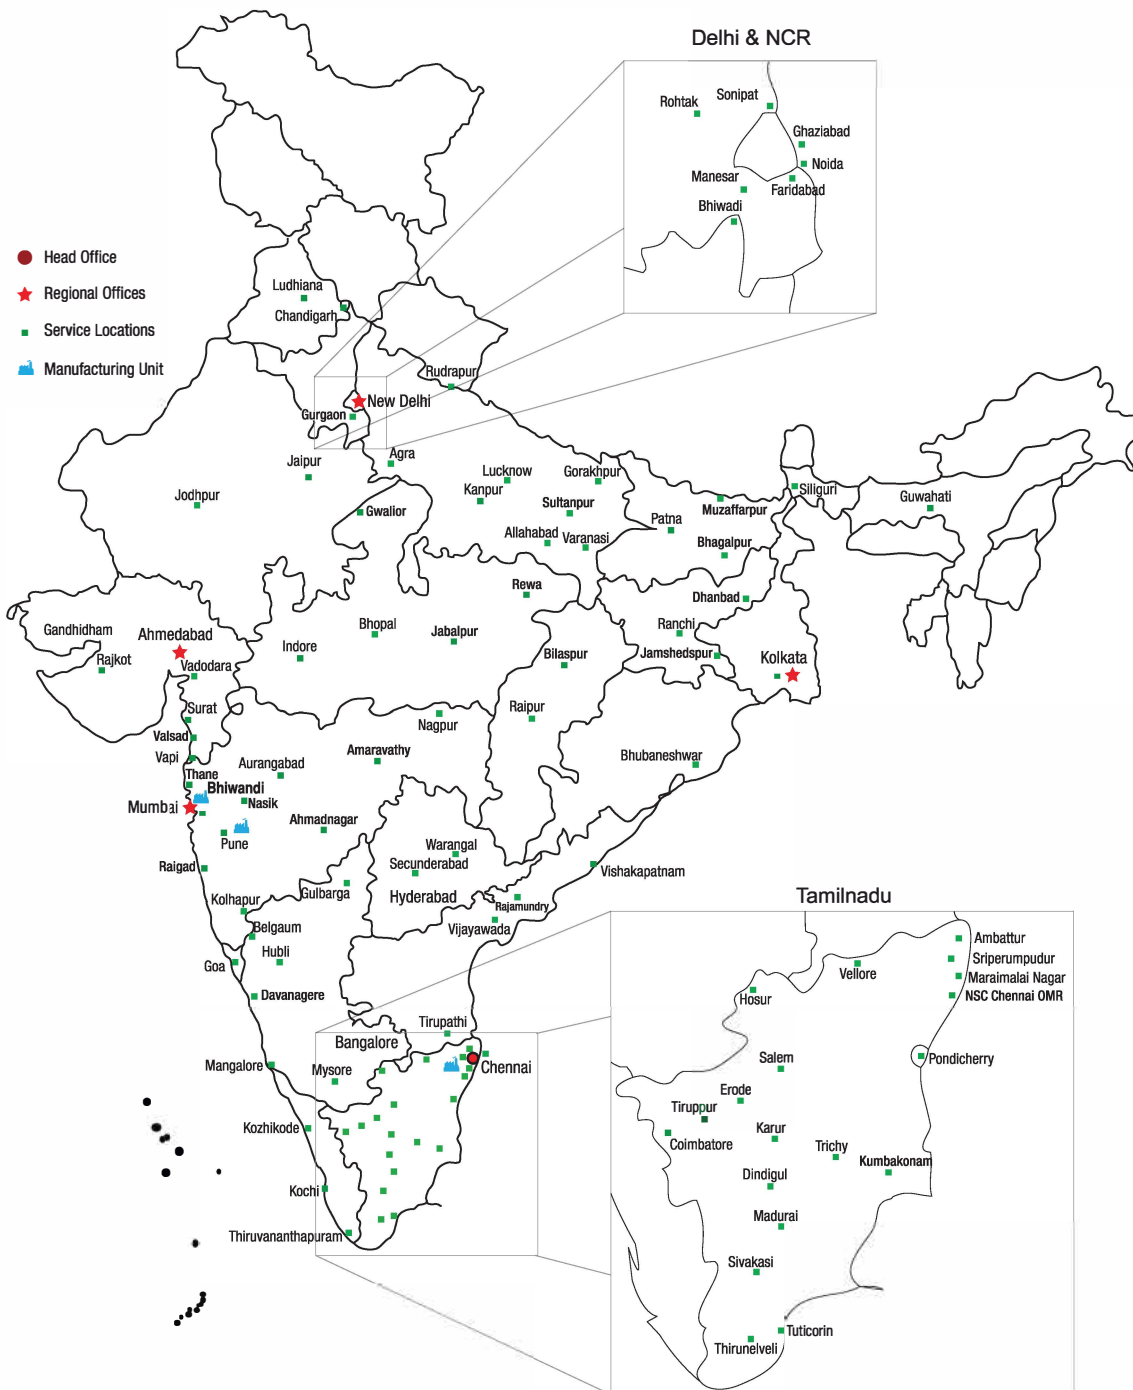 Delhi & NCR
Rohtak
Sonipat
Ghaziabad
Noida
Manesar
Faridabad
Bhiwadi
Head Office
Regional Offices
Service Locations
Manufacturing Unit
Ludhiana
Chandigarh
Rudrapur
New Delhi
Gurgaon
Agra
Jaipur
Lucknow
Gorakhpur
Kanpur
Siliguri
Jodhpur
Sultanpur
Muzaffarpur
Guwahati
Gwalior
Patna
Allahabad
Varanasi
Bhagalpur
Rewa
Dhanbad
Gandhidham
Ahmedabad
Bhopal
Jabalpur
Ranchi
Indore
Bilaspur
Jamshedspur
Kolkata
Rajkot
Vadodara
Surat
Nagpur
Raipur
Valsad
Vapi
Aurangabad
Amaravathy
Bhubaneshwar
Thane
Bhiwandi
Mumbai
Nasik
Ahmadnagar
Pune
Warangal
Raigad
Secunderabad
Vishakapatnam
Gulbarga
Hyderabad
Kolhapur
Rajamundry
Belgaum
Vijayawada
Hubli
Goa
Davanagere
Tirupathi
Bangalore
Mangalore
Mysore
Chennai
Kozhikode
Kochi
Thiruvananthapuram
Tamilnadu
Ambattur
Sriperumpudur
Vellore
Maraimalai Nagar
Hosur
NSC Chennai OMR
Salem
Pondicherry
Erode
Tiruppur
Karur
Coimbatore
Trichy
Kumbakonam
Dindigul
Madurai
Sivakasi
Tuticorin
Thirunelveli